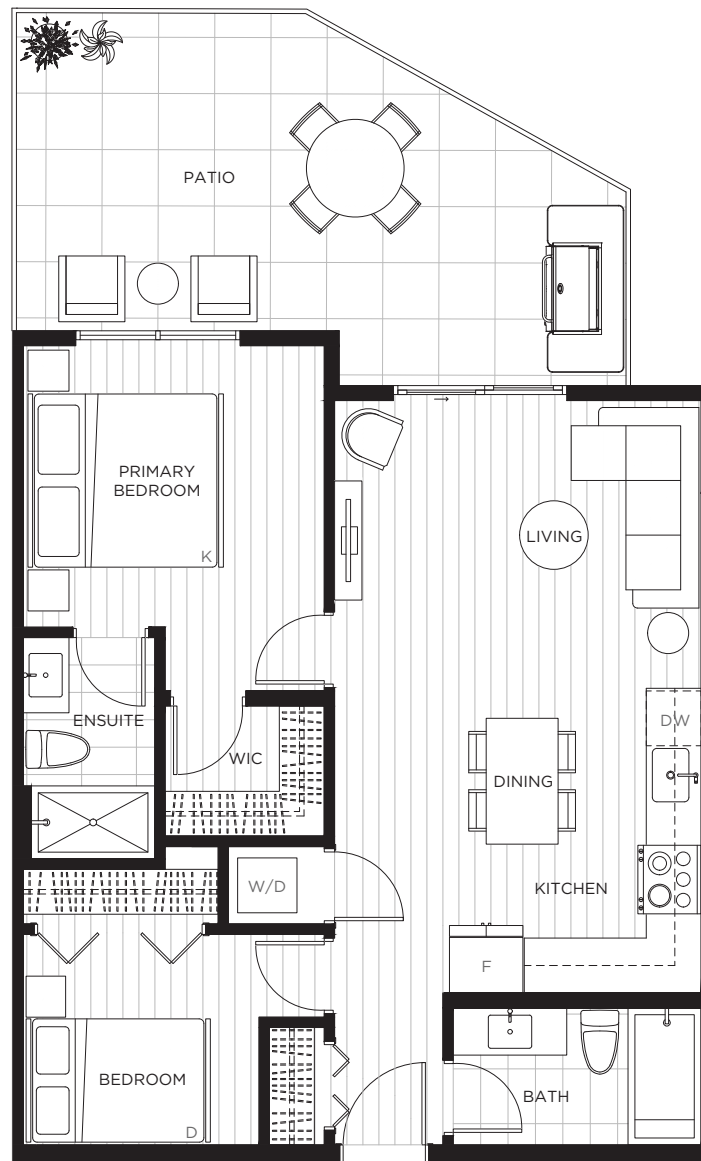 PATIO
PRIMARY
BEDROOM
K
LIVING
ENSUITE
WIC
DW
DINING
W/D
KITCHEN
F
BEDROOM
D
BATH